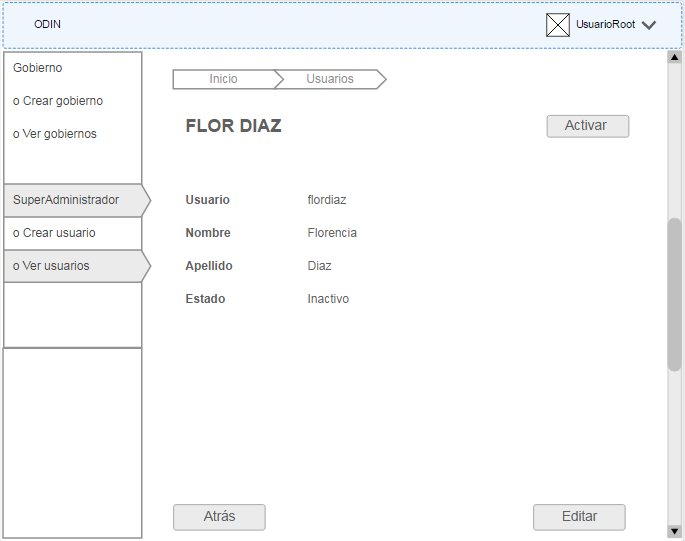 ODIN
UsuarioRoot
Gobierno
o Crear gobierno
o Ver gobiernos
SuperAdministrador
o Crear usuario
o Ver usuarios
Inicio
Usuarios
FLOR DIAZ
Activar
Usuario flordiaz
Nombre Florencia
Apellido Diaz
Estado Inactivo
Atrás
Editar